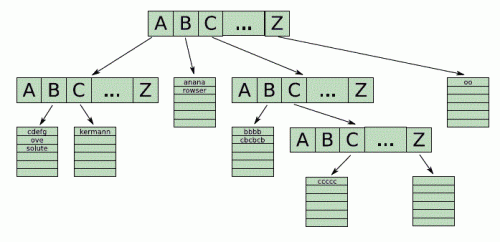 A B C ... Z
A B C ... Z
anana
rowser
A B C ... Z
oo
cdefg
ove
solute
kermann
bbbb
cbcbcb
A B C ... Z
ccccc